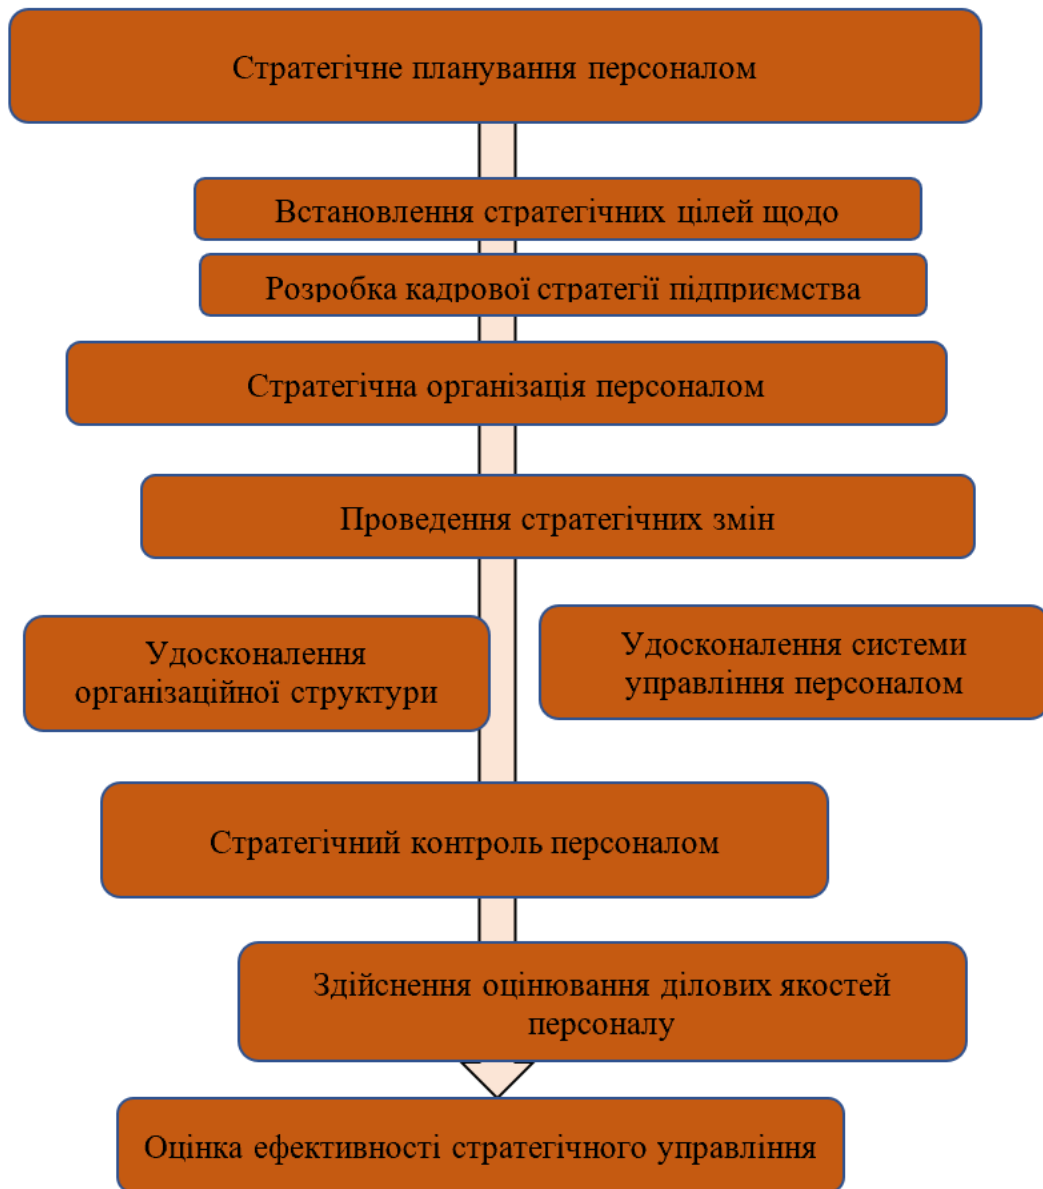 Стратегічне планування персоналом
Встановлення стратегічних цілей щодо
Розробка кадрової стратегії підприємства
Стратегічна організація персоналом
Проведення стратегічних змін
Удосконалення
організаційної структури
Удосконалення системи
управління персоналом
Стратегічний контроль персоналом
Здійснення оцінювання ділових якостей
персоналу
Оцінка ефективності стратегічного управління